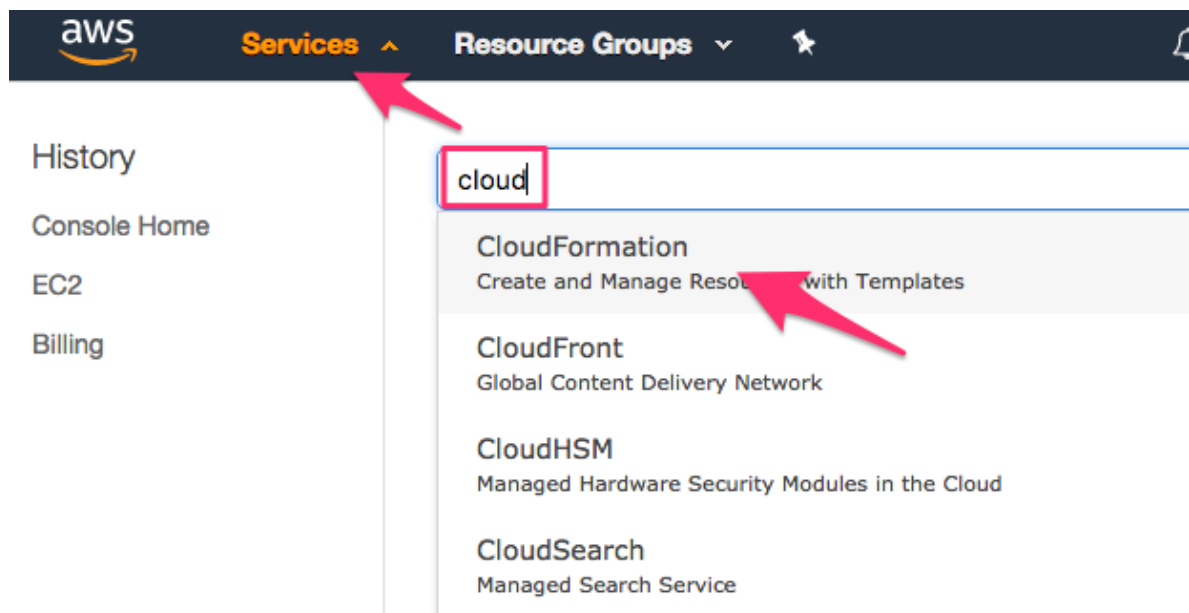 aws Services Resource Groups
History
cloud
Console Home
EC2
Billing
CloudFormation
Create and Manage with Templates
CloudFront
Global Content Delivery Network
CloudHSM
Managed Hardware Security Modules in the Cloud
CloudSearch
Managed Search Service